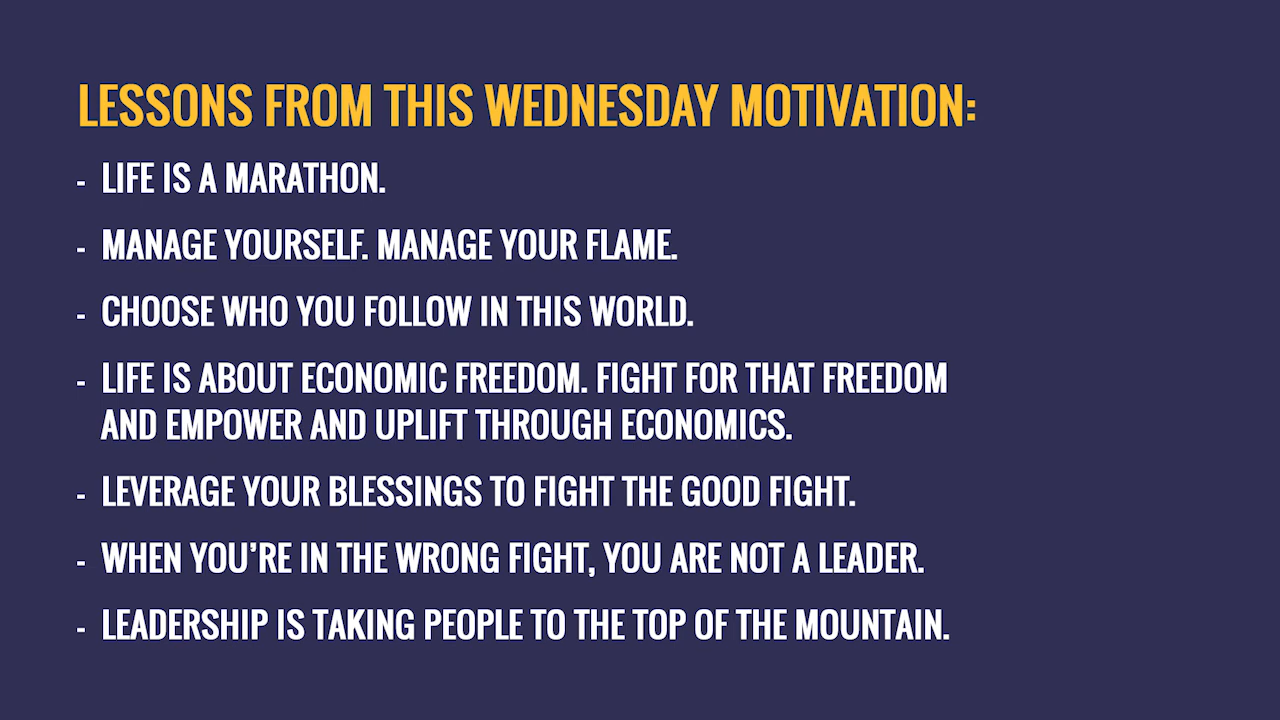 LESSONS FROM THIS WEDNESDAY MOTIVATION:
- LIFE IS A MARATHON.
- MANAGE YOURSELF. MANAGE YOUR FLAME.
- CHOOSE WHO YOU FOLLOW IN THIS WORLD.
- LIFE IS ABOUT ECONOMIC FREEDOM. FIGHT FOR THAT FREEDOM
AND EMPOWER AND UPLIFT THROUGH ECONOMICS.
- LEVERAGE YOUR BLESSINGS TO FIGHT THE GOOD FIGHT.
- WHEN YOU’RE IN THE WRONG FIGHT, YOU ARE NOT A LEADER.
- LEADERSHIP IS TAKING PEOPLE TO THE TOP OF THE MOUNTAIN.